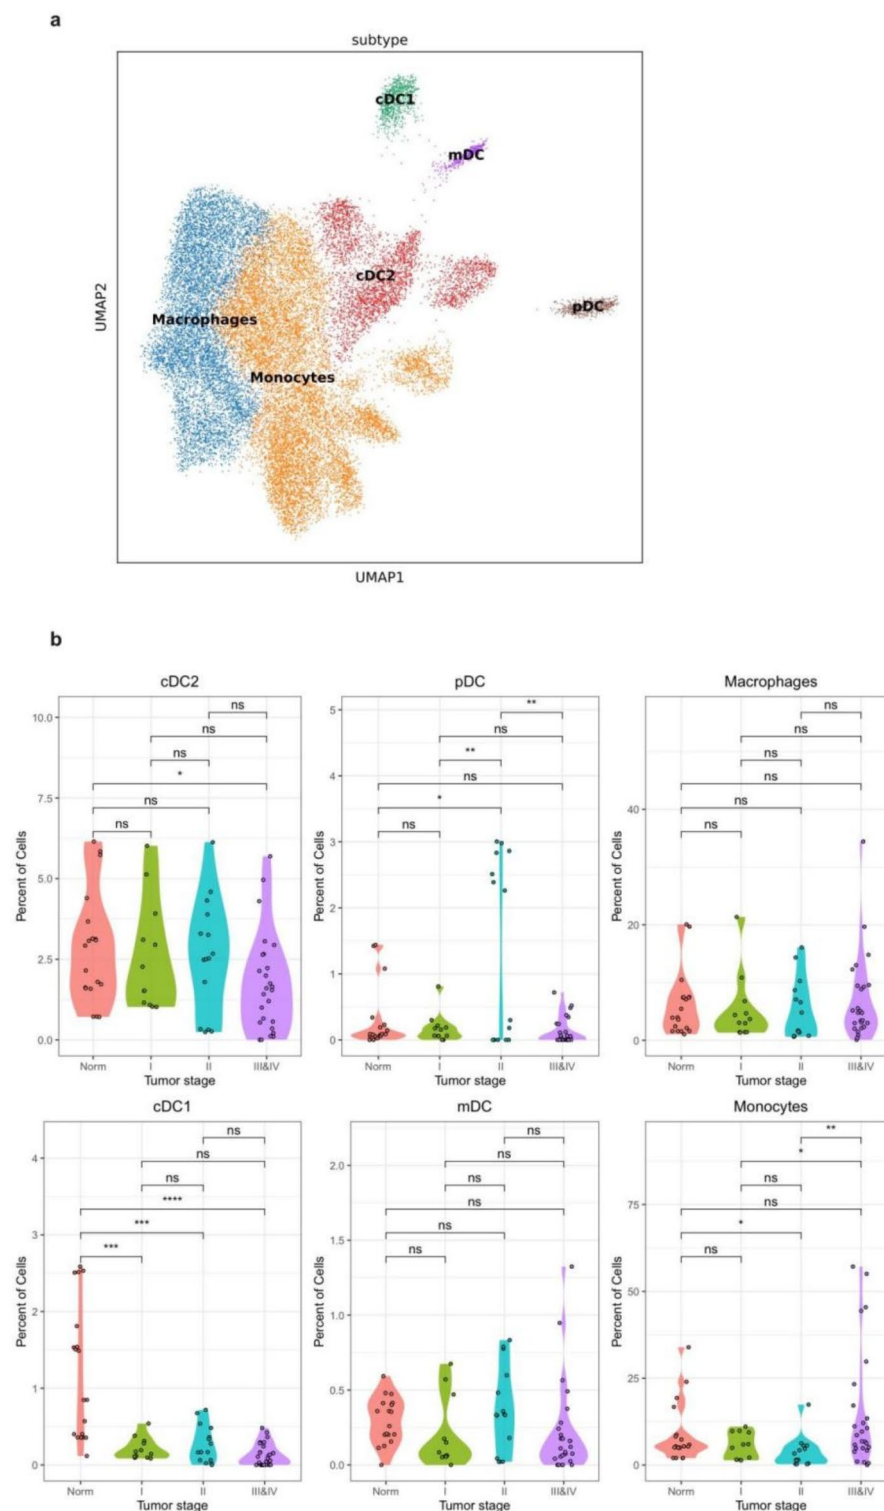 a
subtype
cDC1
mDC
cDC2
pDC
Macrophages
Monocytes
UMAP2
UMAP1
b
cDC2
10.0
7.5
5.0
2.5
0.0
Percent of Cells
ns
ns
ns
*
ns
ns
Norm I II III&IV
Tumor stage
pDC
5
4
3
2
1
0
Percent of Cells
**
ns
**
ns
*
ns
Norm I II III&IV
Tumor stage
Macrophages
40
20
0
Percent of Cells
ns
ns
ns
ns
ns
ns
Norm I II III&IV
Tumor stage
cDC1
4
3
2
1
0
Percent of Cells
ns
ns
ns
****
***
***
Norm I II III&IV
Tumor stage
mDC
2.0
1.5
1.0
0.5
0.0
Percent of Cells
ns
ns
ns
ns
ns
ns
Norm I II III&IV
Tumor stage
Monocytes
75
50
25
0
Percent of Cells
**
*
ns
ns
*
ns
Norm I II III&IV
Tumor stage